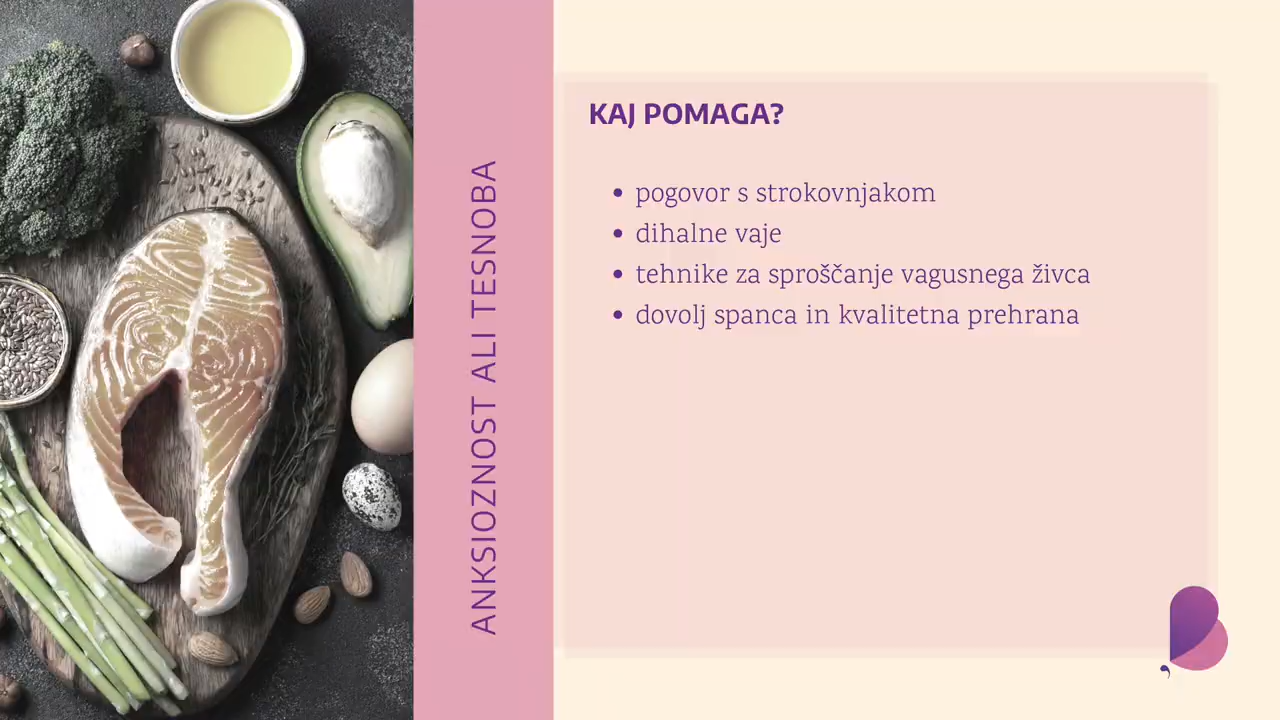 ANKSIOZNOST ALI TESNOBA
KAJ POMAGA?
• pogovor s strokovnjakom
• dihalne vaje
• tehnike za sproščanje vagusnega živca
• dovolj spanca in kvalitetna prehrana